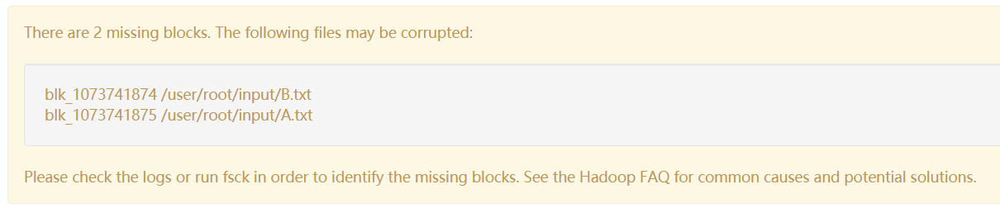 There are 2 missing blocks. The following files may be corrupted:
blk_1073741874 /user/root/input/B.txt
blk_1073741875 /user/root/input/A.txt
Please check the logs or run fsck in order to identify the missing blocks. See the Hadoop FAQ for common causes and potential solutions.